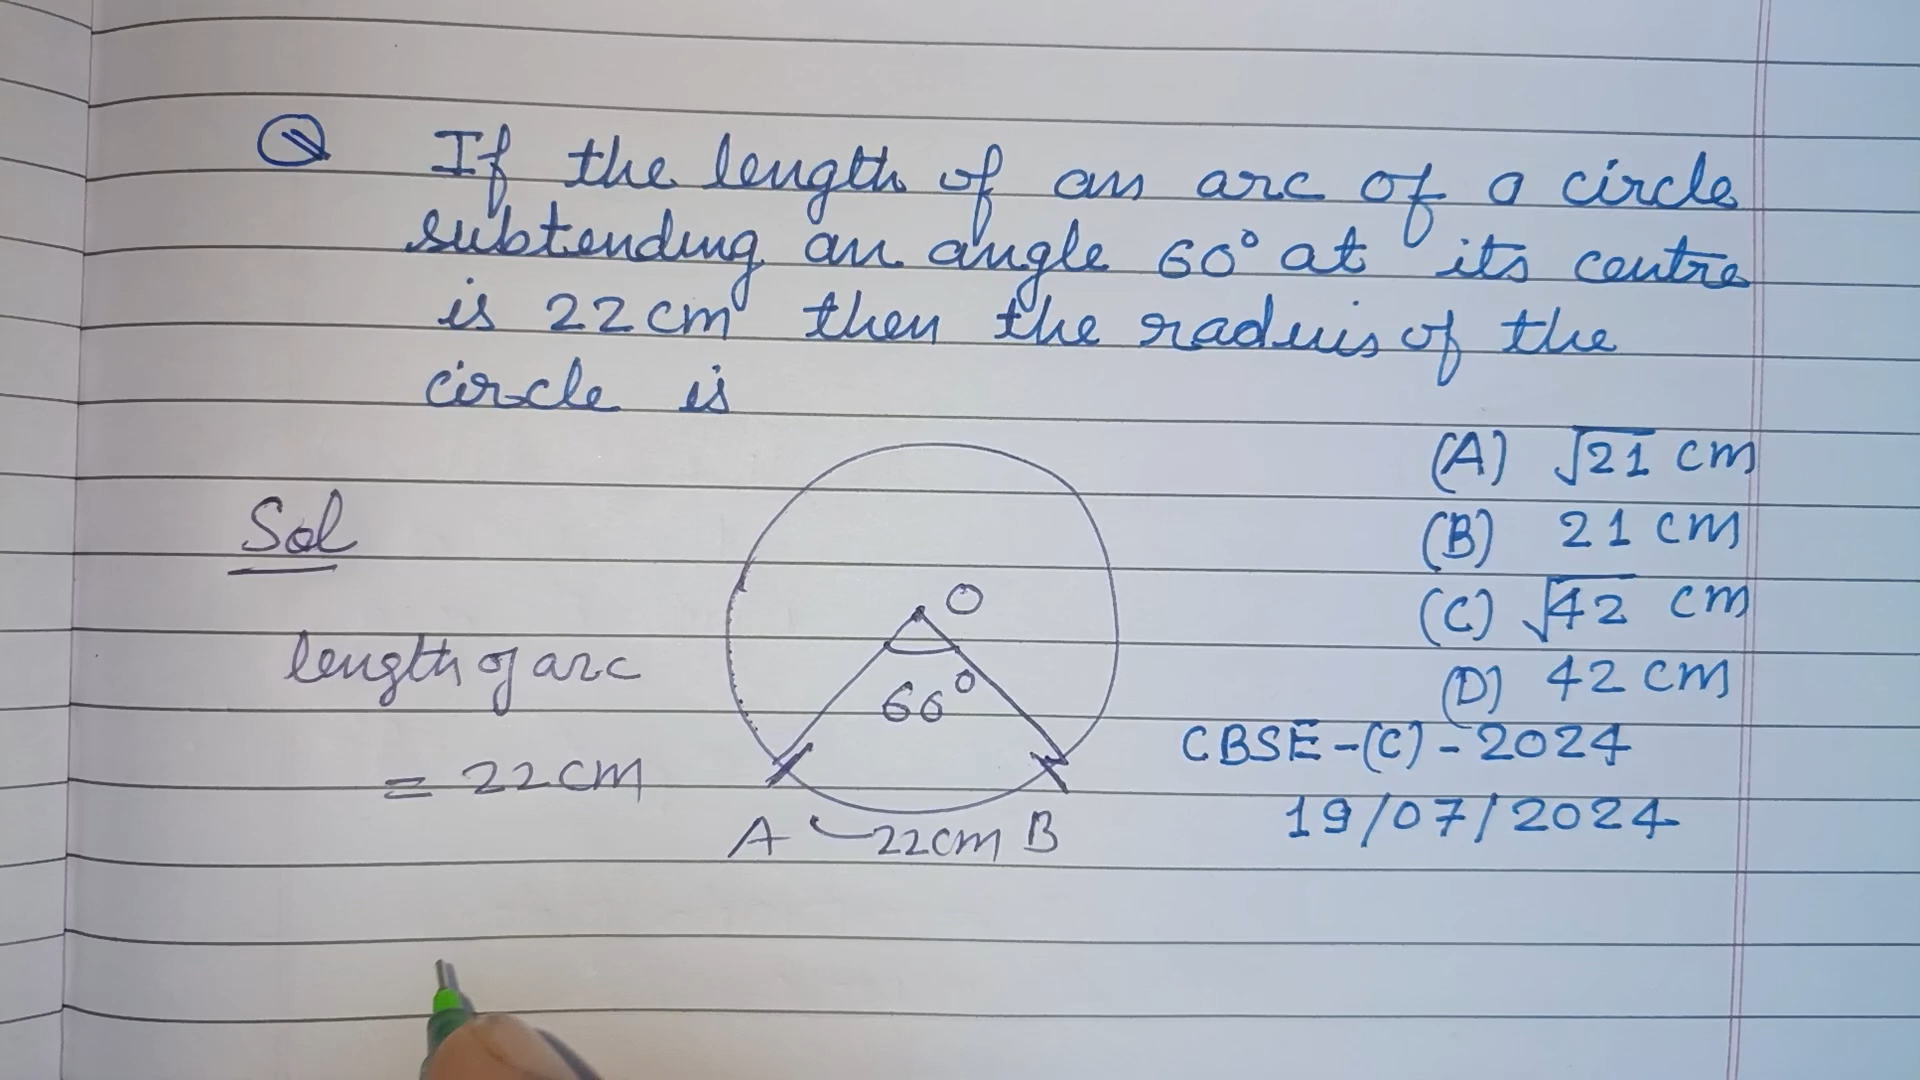 Q If the length of an arc of a circle
subtending an angle 60° at its centre
is 22cm then the radius of the
circle is
(A) √21 cm
(B) 21 cm
(C) √42 cm
(D) 42 cm
CBSE-(C)-2024
19/07/2024
Sol
length of arc
= 22cm
O
60°
A 22cm B